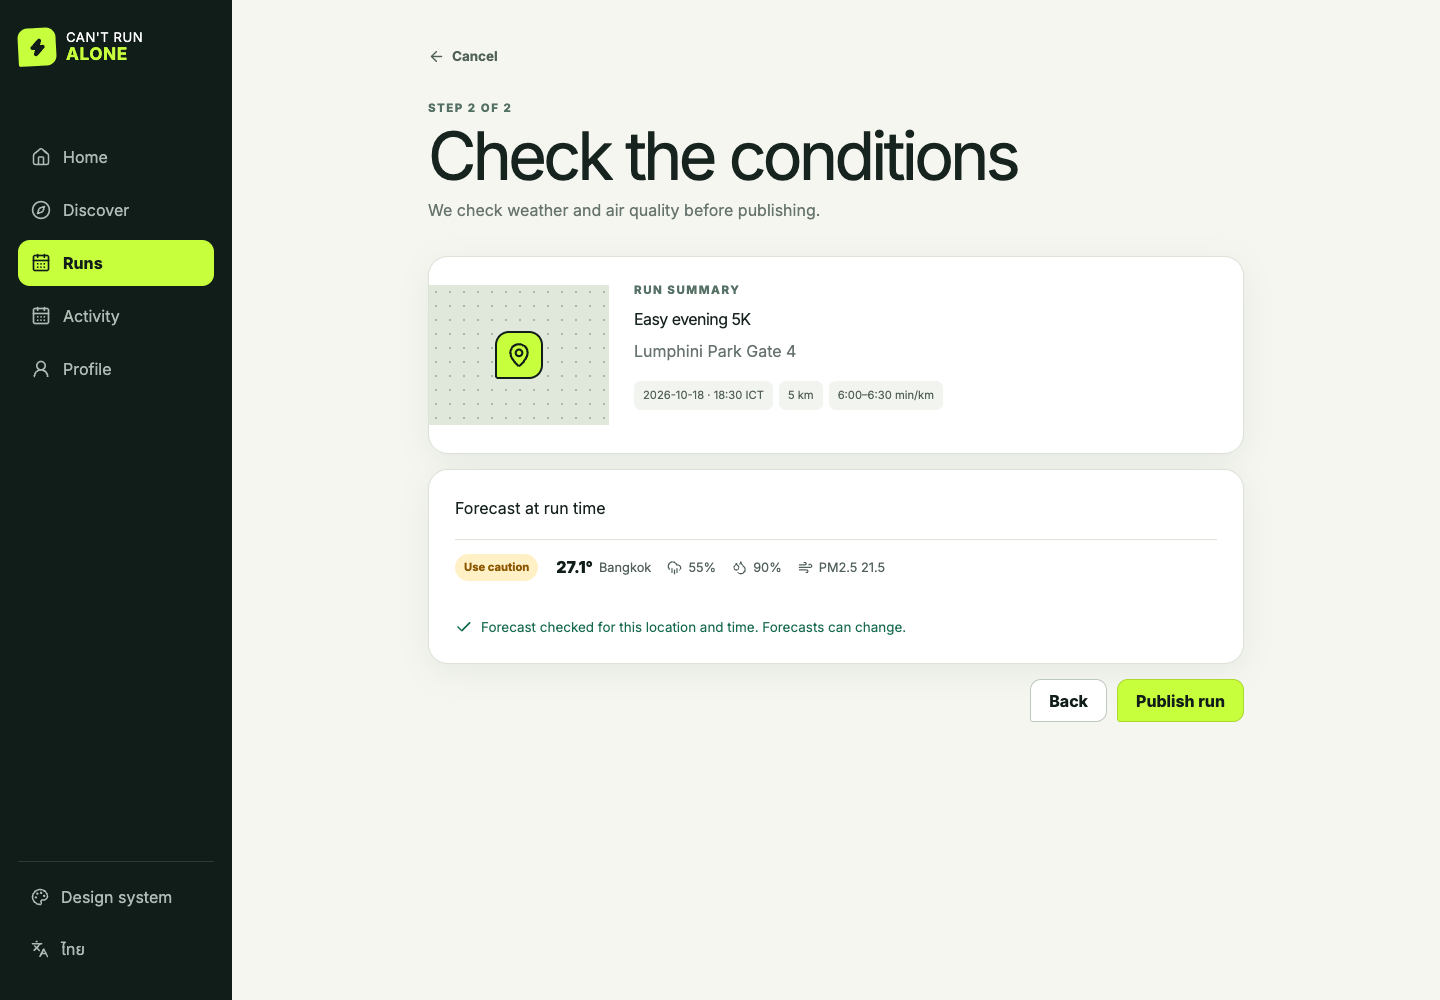 CAN'T RUN
ALONE
Home
Discover
Runs
Activity
Profile
Design system
ไทย
Cancel
STEP 2 OF 2
Check the conditions
We check weather and air quality before publishing.
RUN SUMMARY
Easy evening 5K
Lumphini Park Gate 4
2026-10-18 · 18:30 ICT 5 km 6:00–6:30 min/km
Forecast at run time
Use caution 27.1° Bangkok 55% 90% PM2.5 21.5
Forecast checked for this location and time. Forecasts can change.
Back Publish run